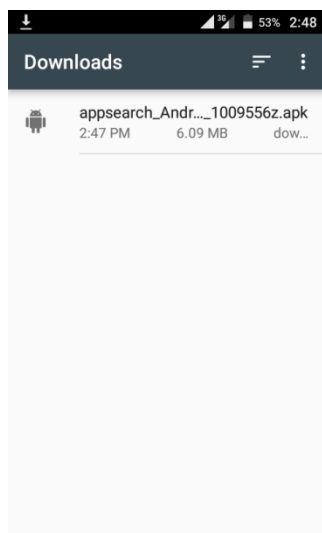 3G 53% 2:48
Downloads
appsearch_Andr..._1009556z.apk
2:47 PM 6.09 MB dow...